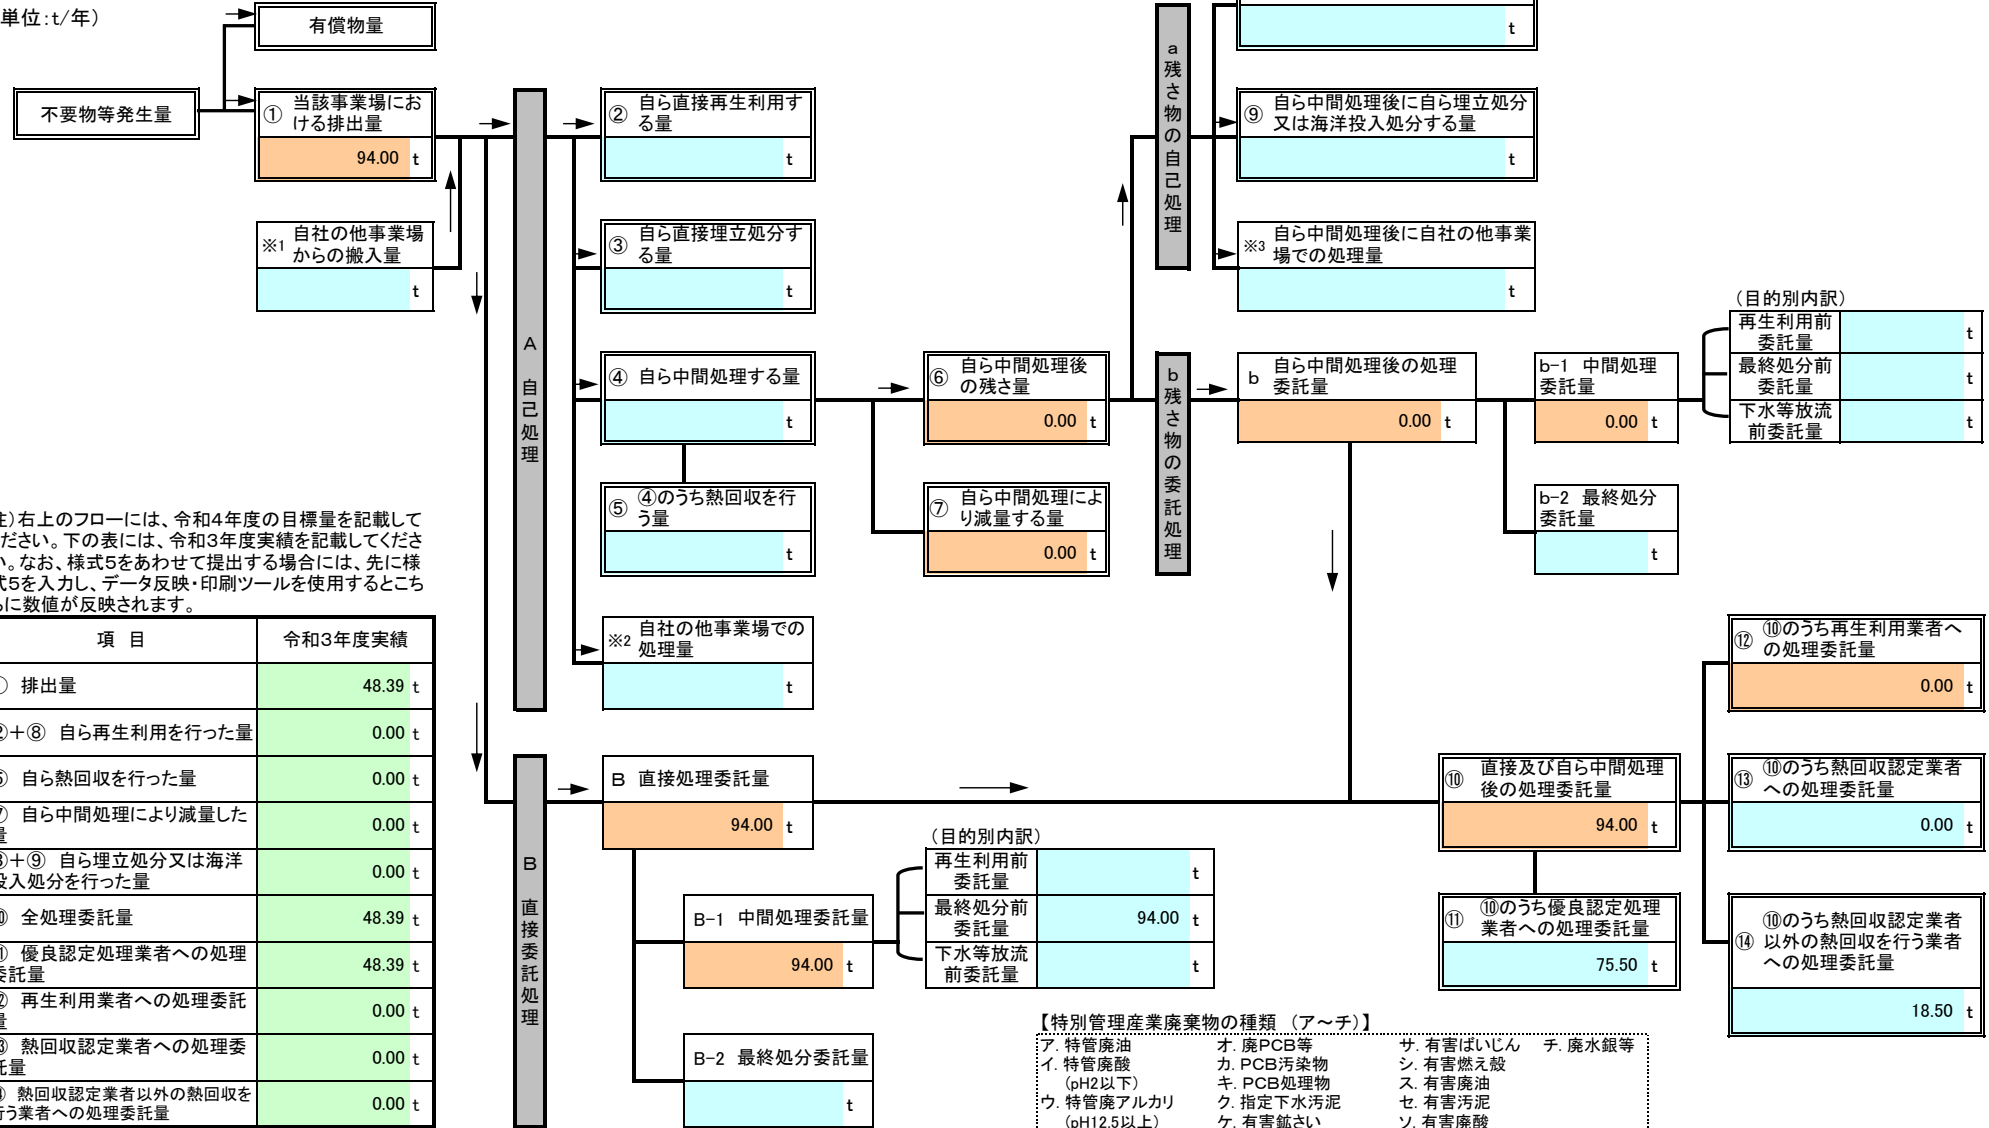 単位:t/年）
有償物量
不要物等発生量
① 当該事業場にお
ける排出量
94.00 t
※1 自社の他事業場
からの搬入量
t
A 自己処理
② 自ら直接再生利用す
る量
t
③ 自ら直接埋立処分す
る量
t
④ 自ら中間処理する量
t
⑤ ④のうち熱回収を行
う量
t
※2 自社の他事業場での
処理量
t
⑥ 自ら中間処理後
の残さ量
0.00 t
⑦ 自ら中間処理によ
り減量する量
0.00 t
a 残さ物の自己処理
t
⑨ 自ら中間処理後に自ら埋立処分
又は海洋投入処分する量
t
※3 自ら中間処理後に自社の他事業
場での処理量
t
b 残さ物の委託処理
b 自ら中間処理後の処理
委託量
0.00 t
b-1 中間処理
委託量
0.00 t
b-2 最終処分
委託量
t
（目的別内訳）
再生利用前
委託量
t
最終処分前
委託量
t
下水等放流
前委託量
t
注）右上のフローには、令和4年度の目標量を記載して
ださい。下の表には、令和3年度実績を記載してくださ
い。なお、様式5をあわせて提出する場合には、先に様
式5を入力し、データ反映・印刷ツールを使用するとこち
らに数値が反映されます。
項 目 令和3年度実績
① 排出量 48.39 t
②＋⑧ 自ら再生利用を行った量 0.00 t
⑤ 自ら熱回収を行った量 0.00 t
⑦ 自ら中間処理により減量した
量 0.00 t
③＋⑨ 自ら埋立処分又は海洋
投入処分を行った量 0.00 t
⑩ 全処理委託量 48.39 t
⑪ 優良認定処理業者への処理
委託量 48.39 t
⑫ 再生利用業者への処理委託
量 0.00 t
⑬ 熱回収認定業者への処理委
託量 0.00 t
⑭ 熱回収認定業者以外の熱回収を
行う業者への処理委託量 0.00 t
B 直接委託処理
B 直接処理委託量
94.00 t
B-1 中間処理委託量
94.00 t
B-2 最終処分委託量
t
（目的別内訳）
再生利用前
委託量
t
最終処分前
委託量
94.00 t
下水等放流
前委託量
t
⑩ 直接及び自ら中間処理
後の処理委託量
94.00 t
⑪ ⑩のうち優良認定処理
業者への処理委託量
75.50 t
⑫ ⑩のうち再生利用業者へ
の処理委託量
0.00 t
⑬ ⑩のうち熱回収認定業者
への処理委託量
0.00 t
⑭ ⑩のうち熱回収認定業者
以外の熱回収を行う業者
への処理委託量
18.50 t
【特別管理産業廃棄物の種類 （ア～チ）】
ア. 特管廃油 オ. 廃PCB等 サ. 有害ばいじん チ. 廃水銀等
イ. 特管廃酸 カ. PCB汚染物 シ. 有害燃え殻
（pH2以下） キ. PCB処理物 ス. 有害廃油
ウ. 特管廃アルカリ ク. 指定下水汚泥 セ. 有害汚泥
（pH12.5以上） ケ. 有害鉱さい ソ. 有害廃酸